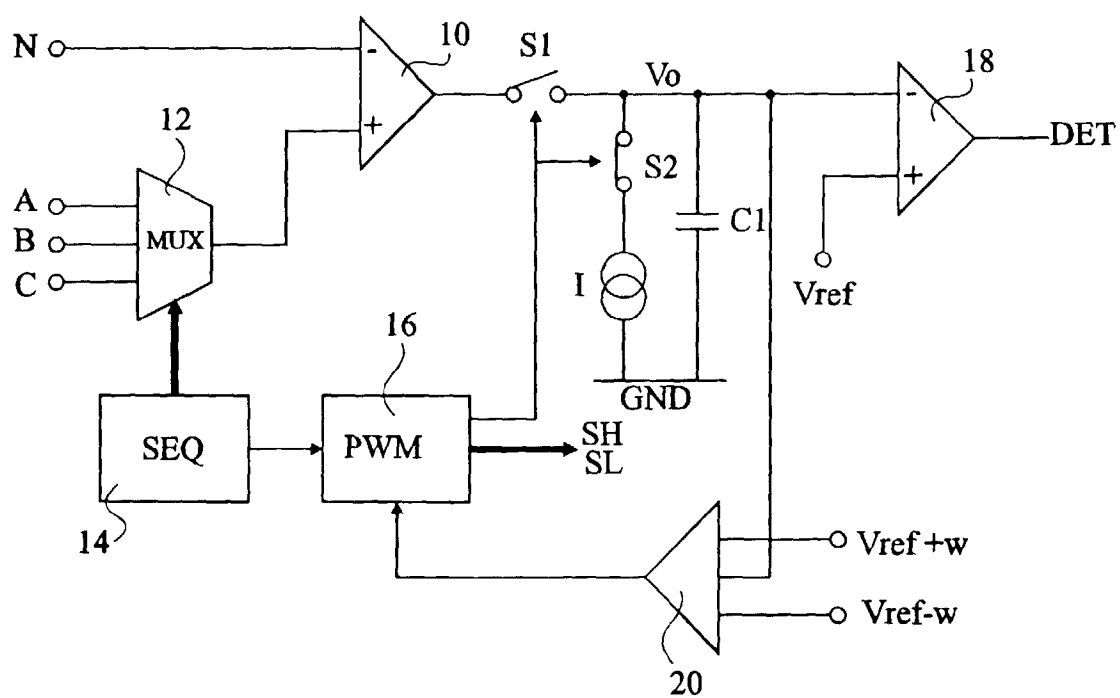 N
-
10
S1
Vo
18
-
+
DET
12
+
S2
C1
A
B
C
MUX
Vref
I
16
GND
SEQ
PWM
SH
SL
14
Vref +w
Vref-w
20